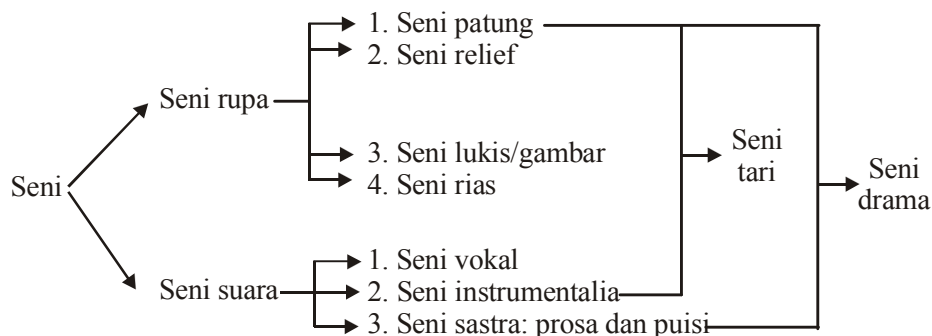 Seni
Seni rupa
1. Seni patung
2. Seni relief
3. Seni lukis/gambar
4. Seni rias
Seni suara
1. Seni vokal
2. Seni instrumentalia
3. Seni sastra: prosa dan puisi
Seni
tari
Seni
drama